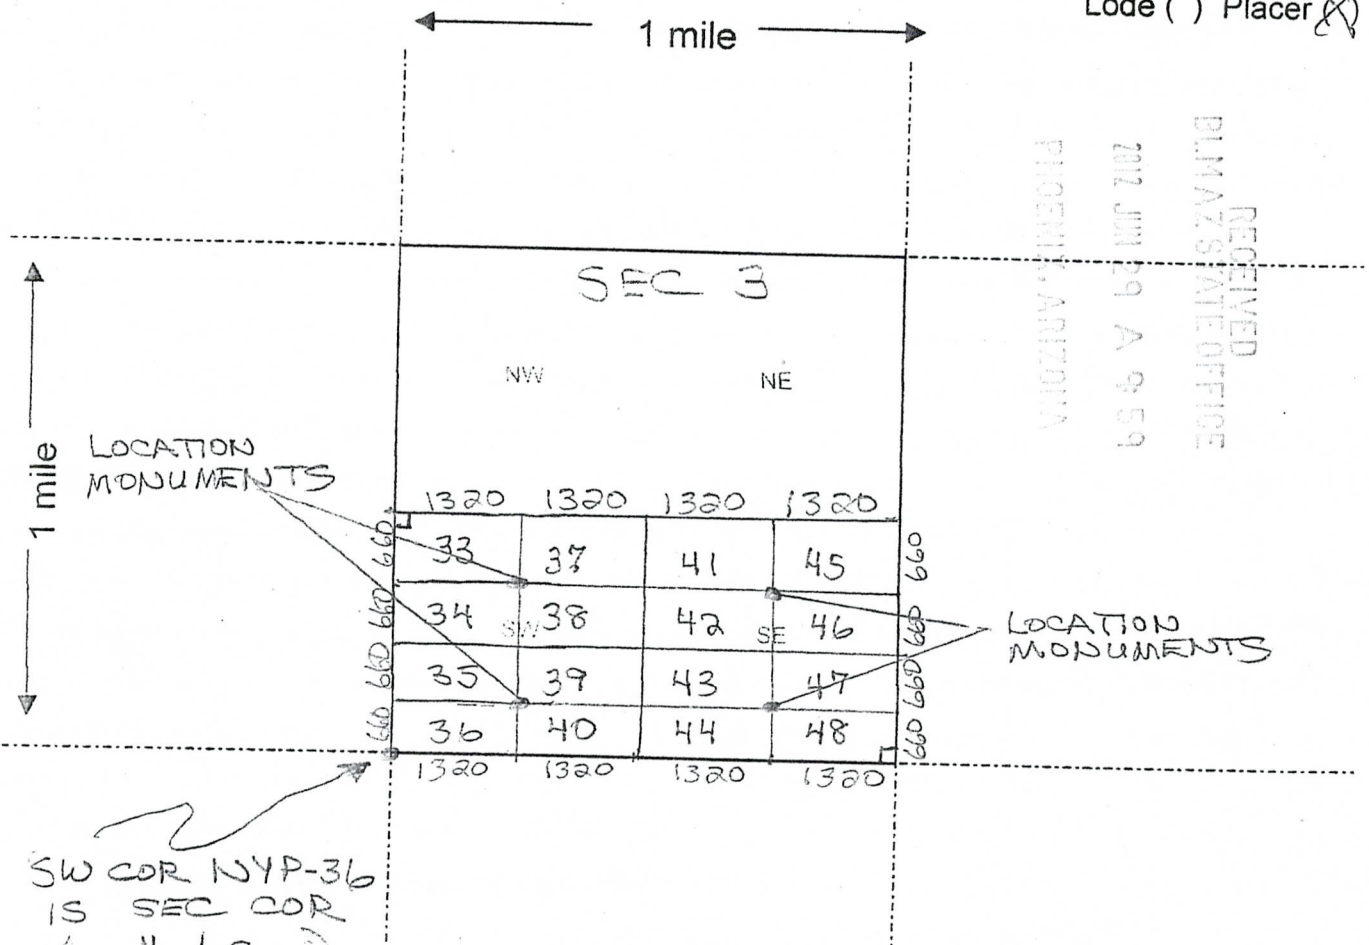 Lode ( ) Placer (X)
1 mile
RECEIVED
BLM AZ STATE OFFICE
2012 JUN 29 A 9:59
PHOENIX, ARIZONA
SEC 3
NW
NE
1 mile
LOCATION
MONUMENTS
1320 1320 1320 1320
660 33 37 41 45 660
660 34 38 42 46 660
SW SE
660 35 39 43 47 660
660 36 40 44 48 660
1320 1320 1320 1320
LOCATION
MONUMENTS
SW COR NYP-36
IS SEC COR